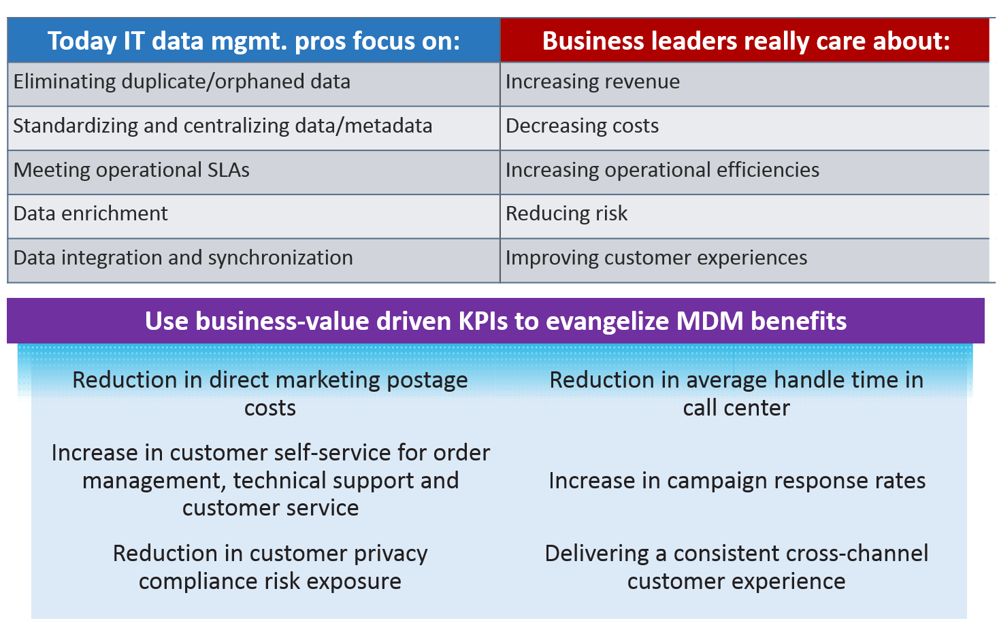 Today IT data mgmt. pros focus on:
Business leaders really care about:
Eliminating duplicate/orphaned data
Increasing revenue
Standardizing and centralizing data/metadata
Decreasing costs
Meeting operational SLAs
Increasing operational efficiencies
Data enrichment
Reducing risk
Data integration and synchronization
Improving customer experiences
Use business-value driven KPIs to evangelize MDM benefits
Reduction in direct marketing postage
costs
Reduction in average handle time in
call center
Increase in customer self-service for order
management, technical support and
customer service
Increase in campaign response rates
Reduction in customer privacy
compliance risk exposure
Delivering a consistent cross-channel
customer experience